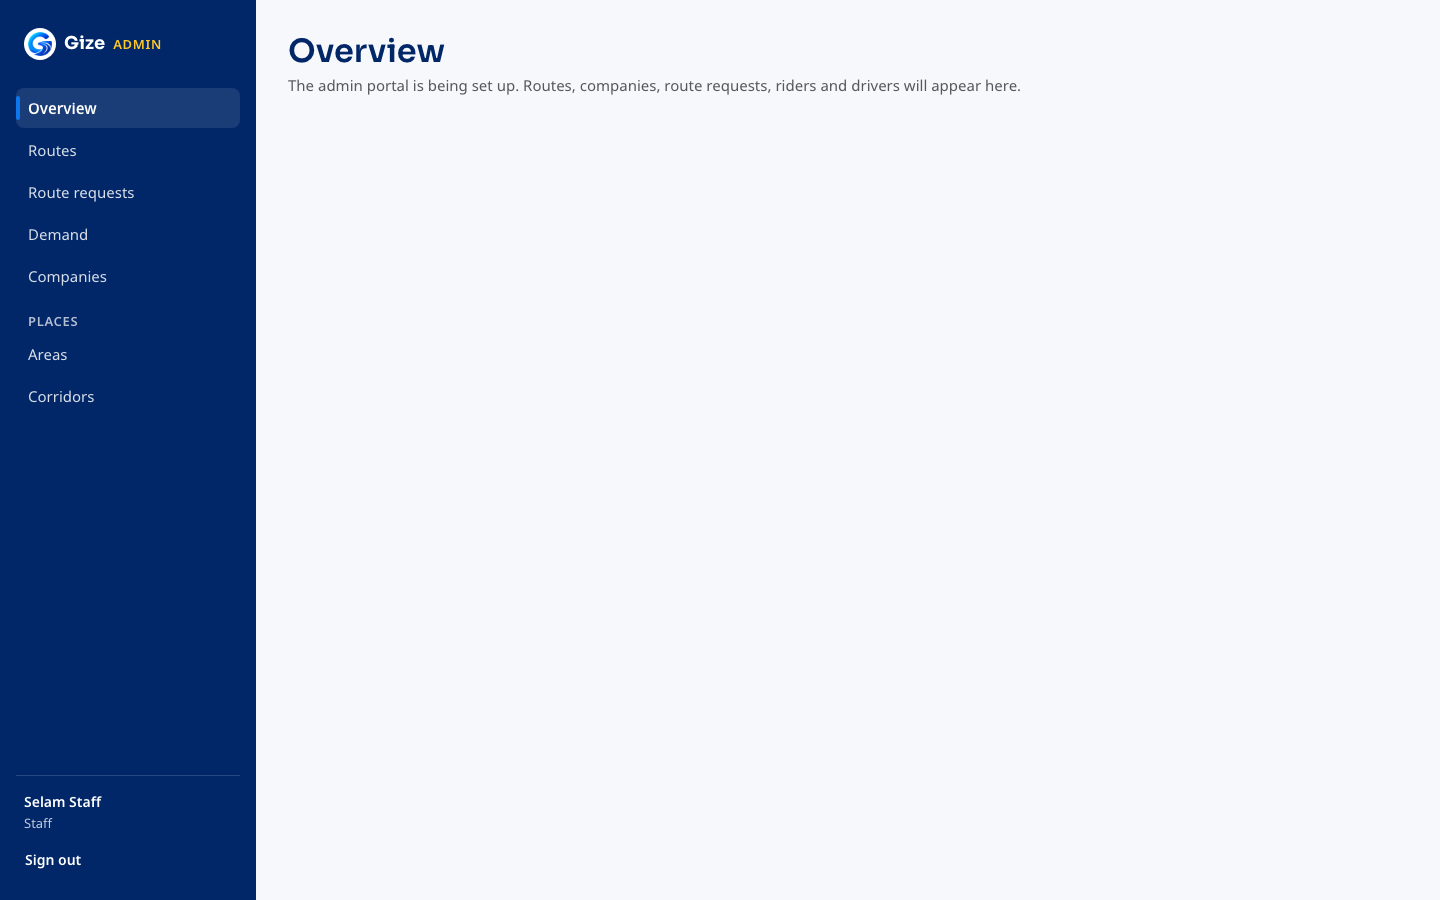 Gize ADMIN
Overview
Routes
Route requests
Demand
Companies
PLACES
Areas
Corridors
Selam Staff
Staff
Sign out
Overview
The admin portal is being set up. Routes, companies, route requests, riders and drivers will appear here.